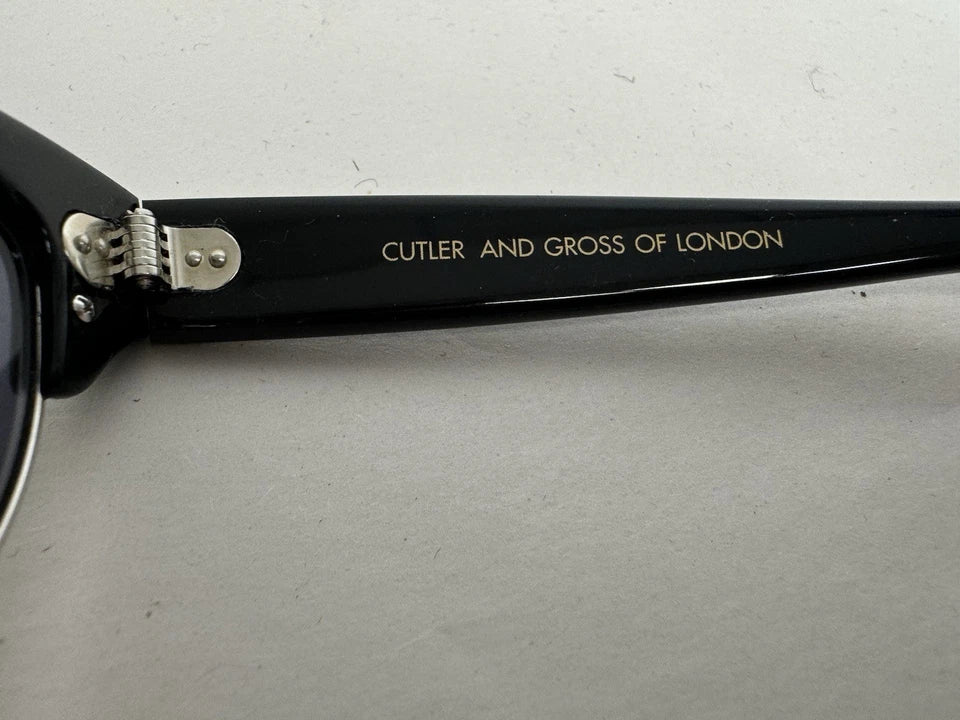 CUTLER AND GROSS OF LONDON